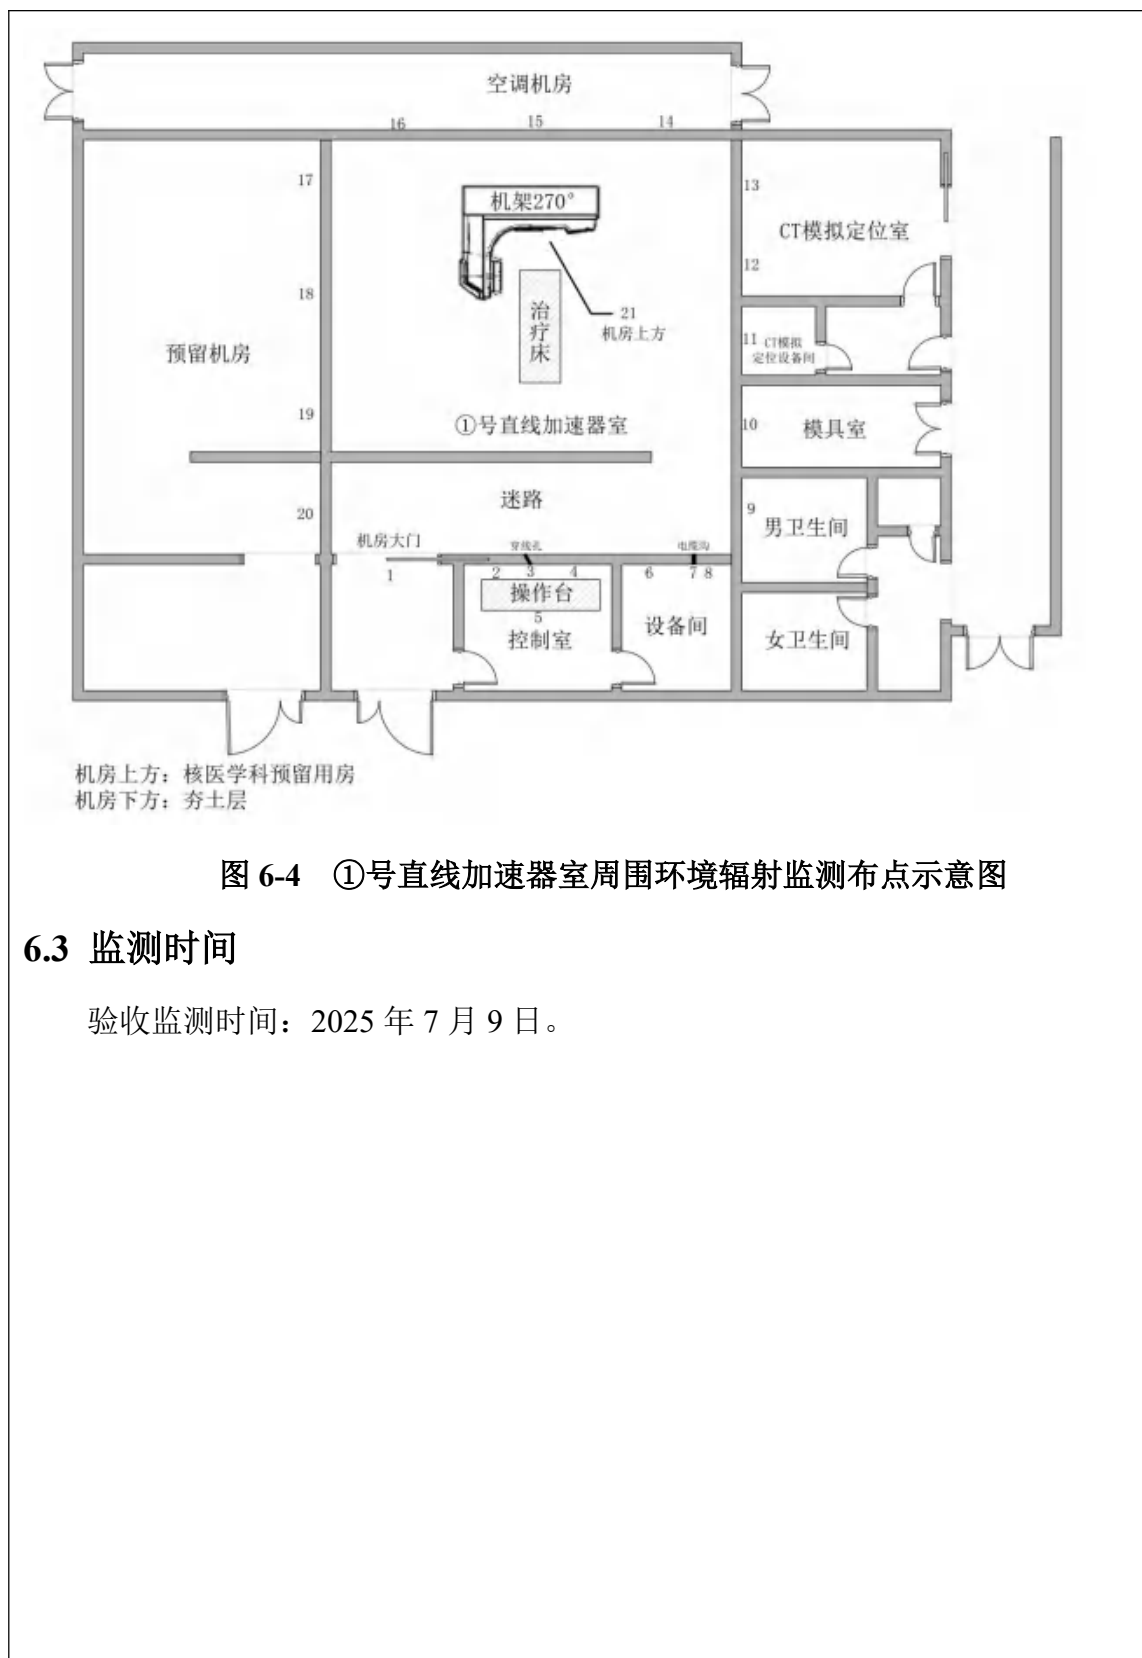 空调机房
16
15
14
17
机架270°
13
CT模拟定位室
12
18
21
机房上方
治疗床
预留机房
11 CT模拟
定位设备间
19
①号直线加速器室
10
模具室
迷路
20
9
男卫生间
机房大门
穿线孔
电缆沟
1
2
3
4
6
7
8
操作台
5
控制室
设备间
女卫生间
机房上方：核医学科预留用房
机房下方：夯土层
图 6-4 ①号直线加速器室周围环境辐射监测布点示意图
6.3 监测时间
验收监测时间：2025 年 7 月 9 日。